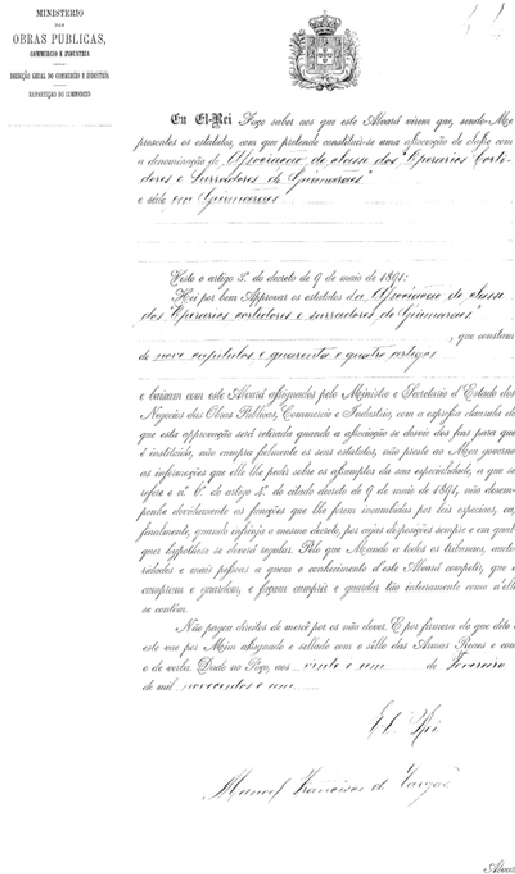 MINISTERIO
DAS
OBRAS PUBLICAS,
COMMERCIO E INDUSTRIA
DIRECÇÃO GERAL DO COMMERCIO E INDUSTRIA
REPARTIÇÃO DO COMMERCIO
Eu El-Rei Faço saber aos que este Alvará virem que, sendo-Me
presentes os estatutos, com que pretende constituir-se uma associação de classe com
a denominação de Associação de classe dos "Operarios Corti-
dores e Surradores de Guimarães"
e séde em Guimarães
Visto o artigo 5.º do decreto de 9 de maio de 1891:
Hei por bem Approvar os estatutos da Associação de classe
dos "Operarios cortidores e surradores de Guimarães"
, que constam
de nove capitulos e quarenta e quatro artigos
e baixam com este Alvará assignados pelo Ministro e Secretario d'Estado dos
Negocios das Obras Publicas, Commercio e Industria, com a expressa clausula de
que esta approvação será retirada quando a associação se desvie dos fins para que
é instituida, não cumpra fielmente os seus estatutos, não preste ao Meu governo
as informações que elle lhe pedir sobre os assumptos da sua especialidade, a que se
refere o n.º 6.º do artigo 4.º do citado decreto de 9 de maio de 1891, não desem-
penhe devidamente as funcções que lhe forem incumbidas por leis especiaes, ou,
finalmente, quando infrinja o mesmo decreto, por cujas disposições sempre e em qual-
quer hypothese se deverá regular. Pelo que Mando a todos os tribunaes, aucto-
ridades e mais pessoas a quem o conhecimento d'este Alvará competir, que o
cumpram e guardem, e façam cumprir e guardar tão inteiramente como n'elle
se contém.
Não pagou direitos de mercê por os não dever. E por firmeza do que dito é
este vae por Mim assignado e sellado com o sello das Armas Reaes e com
o de verba. Dado no Paço, aos vinte e um de Fevereiro
de mil novecentos e um
El Rei
Manoel Francisco de Vargas
Alvará